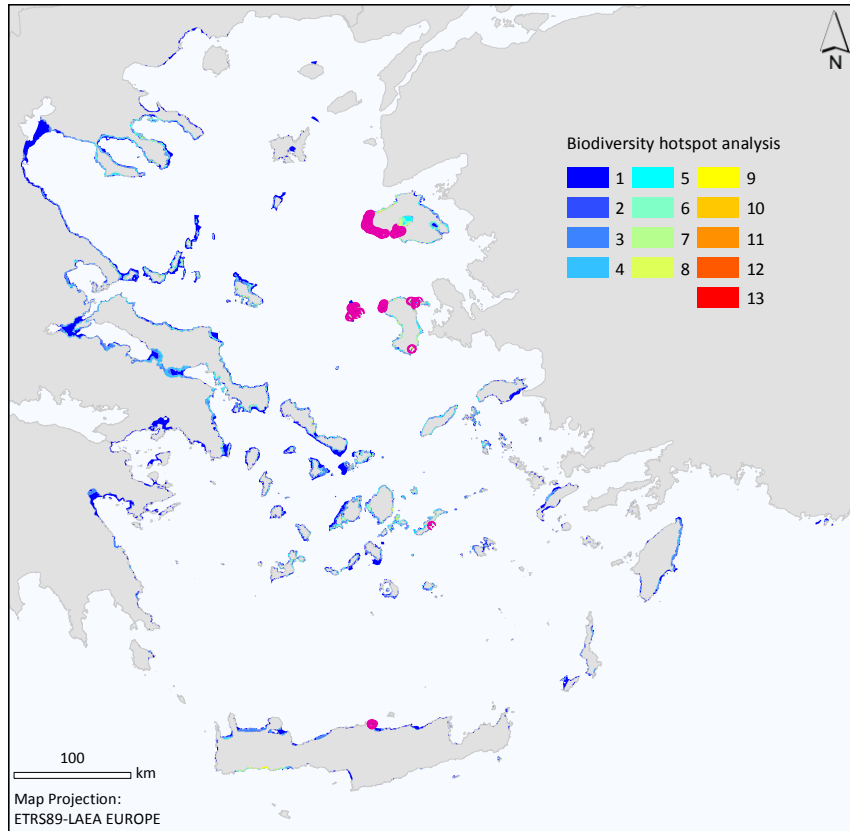 N
Biodiversity hotspot analysis
1 5 9
2 6 10
3 7 11
4 8 12
13
100
km
Map Projection:
ETRS89-LAEA EUROPE